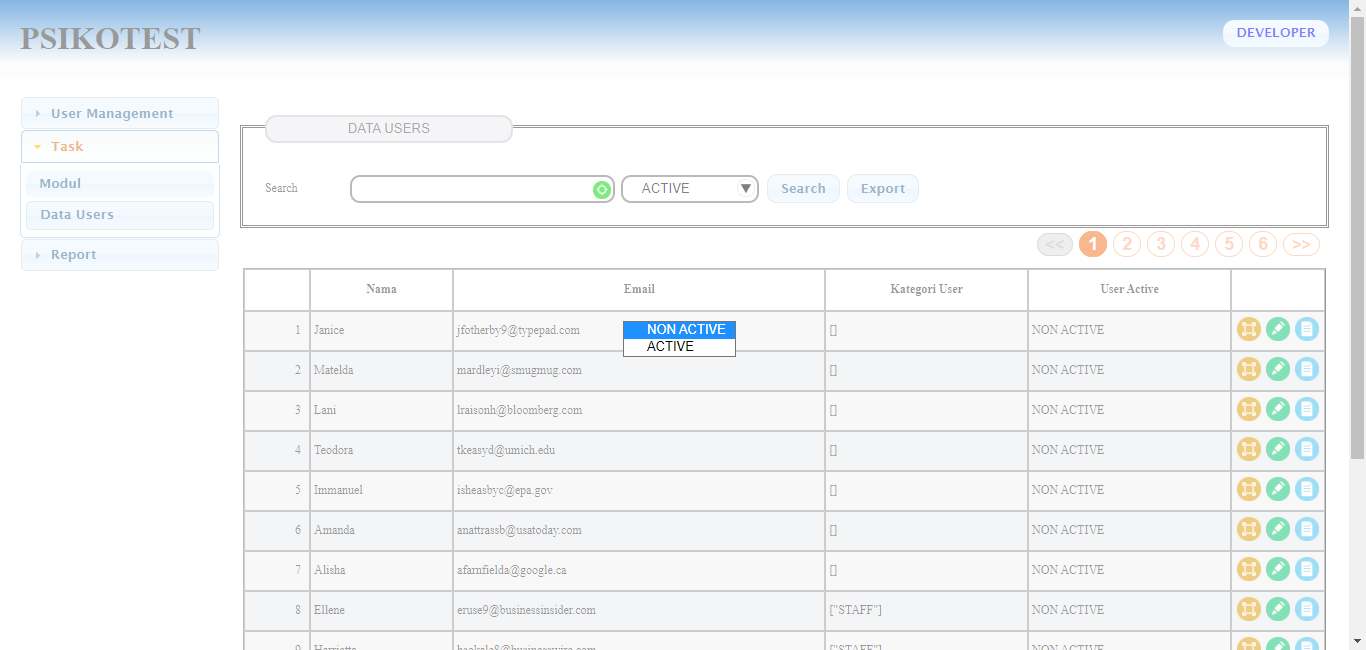 PSIKOTEST
DEVELOPER
User Management
Task
Modul
Data Users
Report
DATA USERS
Search ACTIVE Search Export
<< 1 2 3 4 5 6 >>
Nama Email Kategori User User Active
1 Janice jfotherby9@typepad.com [] NON ACTIVE
NON ACTIVE
ACTIVE
2 Matelda mardleyi@smugmug.com [] NON ACTIVE
3 Lani lraisonh@bloomberg.com [] NON ACTIVE
4 Teodora tkeasyd@umich.edu [] NON ACTIVE
5 Immanuel isheasbyc@epa.gov [] NON ACTIVE
6 Amanda anattrassb@usatoday.com [] NON ACTIVE
7 Alisha afarnfielda@google.ca [] NON ACTIVE
8 Ellene eruse9@businessinsider.com ["STAFF"] NON ACTIVE
9 Harriette ["STAFF"] NON ACTIVE